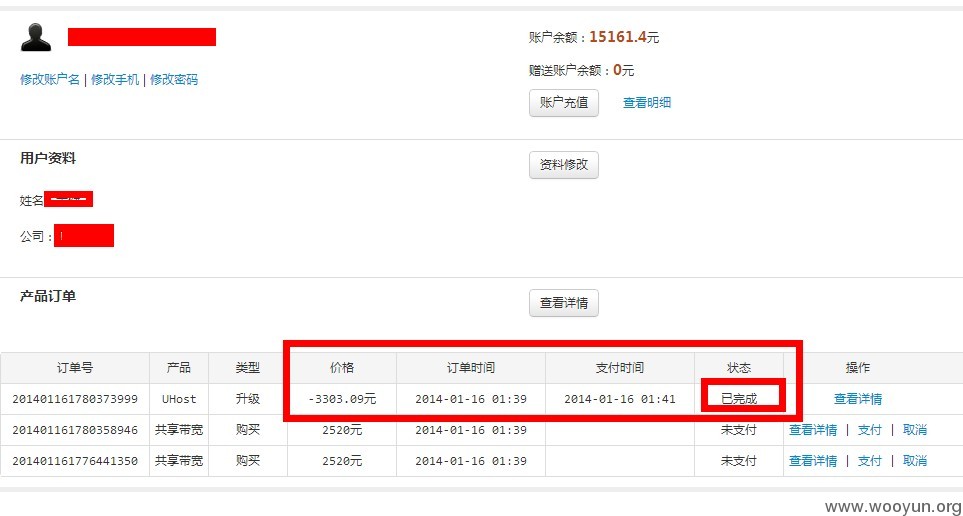 账户余额：15161.4元
修改账户名 | 修改手机 | 修改密码
赠送账户余额：0元
账户充值 查看明细
用户资料
资料修改
姓名
公司：
产品订单
查看详情
订单号 产品 类型 价格 订单时间 支付时间 状态 操作
201401161780373999 UHost 升级 -3303.09元 2014-01-16 01:39 2014-01-16 01:41 已完成 查看详情
201401161780358946 共享带宽 购买 2520元 2014-01-16 01:39 未支付 查看详情 | 支付 | 取消
201401161776441350 共享带宽 购买 2520元 2014-01-16 01:39 未支付 查看详情 | 支付 | 取消
www.wooyun.org